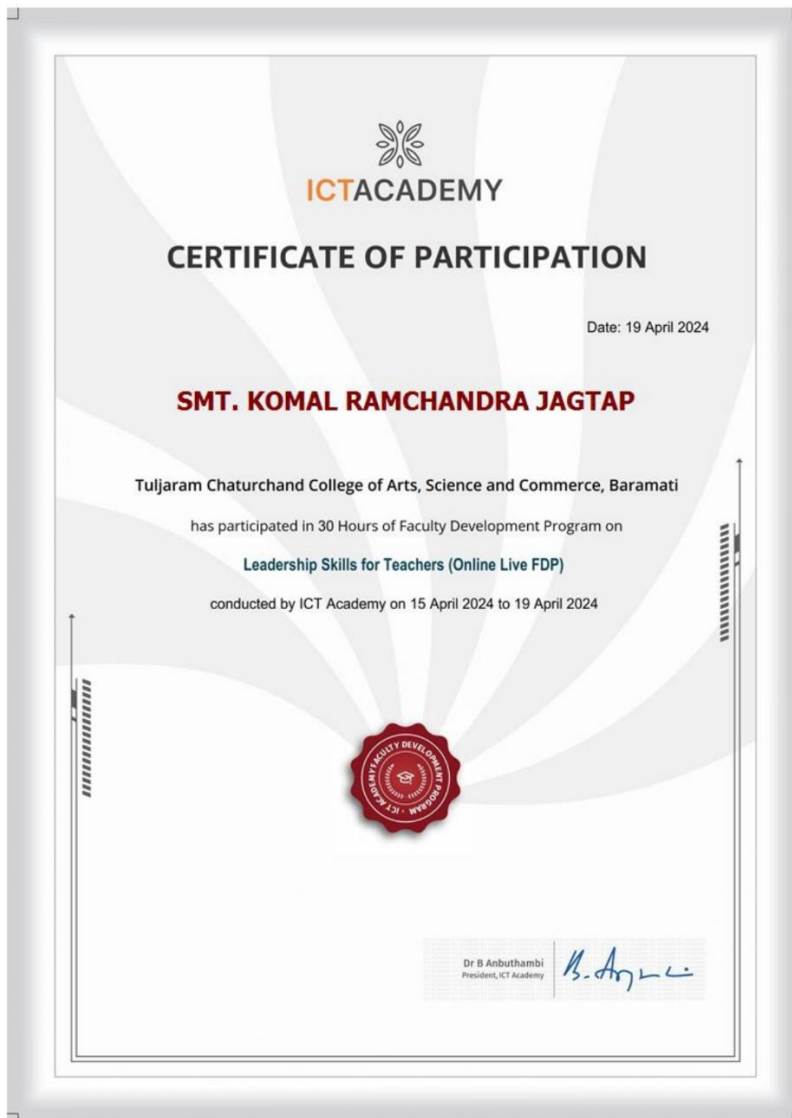 ICTACADEMY
CERTIFICATE OF PARTICIPATION
Date: 19 April 2024
SMT. KOMAL RAMCHANDRA JAGTAP
Tuljaram Chaturchand College of Arts, Science and Commerce, Baramati
has participated in 30 Hours of Faculty Development Program on
Leadership Skills for Teachers (Online Live FDP)
conducted by ICT Academy on 15 April 2024 to 19 April 2024
FACULTY DEVELOPMENT PROGRAM · ICT ACADEMY
Dr B Anbuthambi
President, ICT Academy